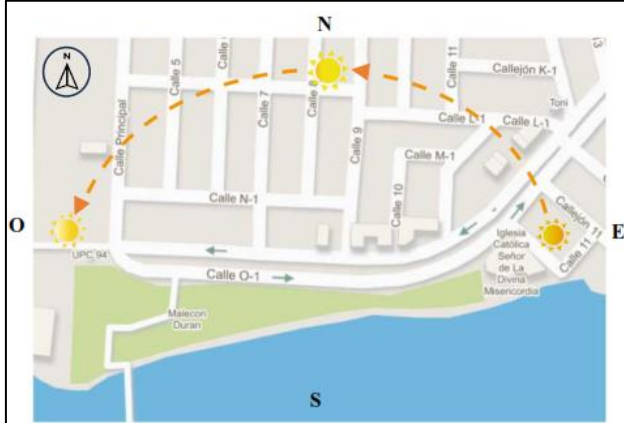 N
N
Calle Principal
Calle 5
Calle 7
Calle 8
Calle 9
Calle 11
Callejón K-1
Toni
Calle L-1
Calle L-1
Calle M-1
Calle 10
Calle N-1
O
E
UPC 94
Calle O-1
Iglesia
Católica
Señor
de La
Divina
Misericordia
Callejón 11
Calle 11
Malecon
Duran
S